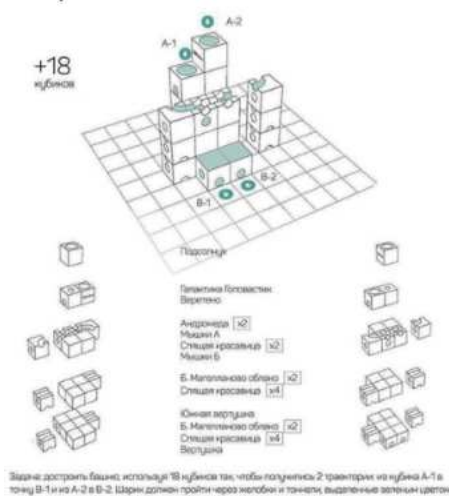 A-2
A-1
+18
кубиков
B-2
B-1
Подсолнух
Галактика Головастик
Веретено
Андромеда x2
Мышки А
Спящая красавица x2
Мышки Б
Б. Магелланово облако x2
Спящая красавица x4
Южная вертушка
Б. Магелланово облако x2
Спящая красавица x4
Вертушка
Задача: достроить башню, используя 18 кубиков так, чтобы получились 2 траектории: из кубика A-1 в
точку B-1 и из A-2 в B-2. Шарик должен пройти через желобки и тоннели, выделенные зеленым цветом